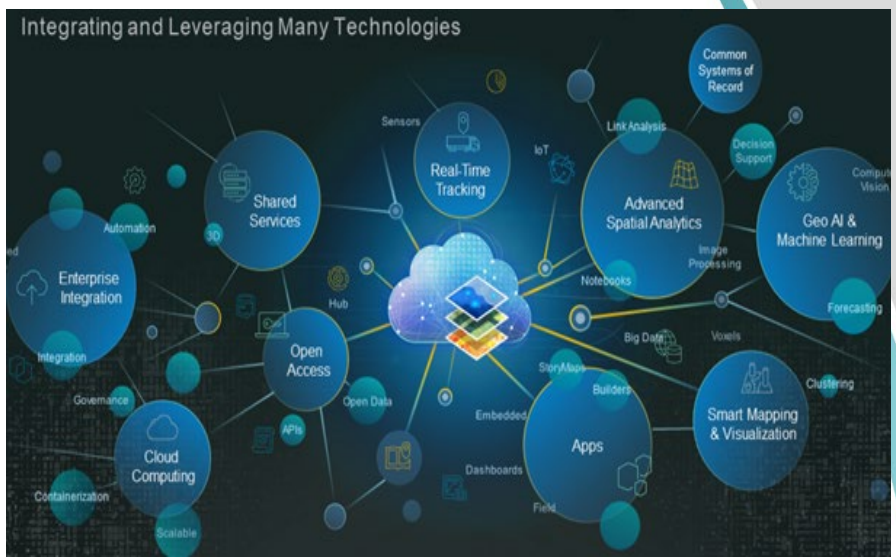 Integrating and Leveraging Many Technologies
Common
Systems of
Record
Sensors
Real-Time
Tracking
IoT
Link Analysis
Decision
Support
Shared
Services
Advanced
Spatial Analytics
Geo AI &
Machine Learning
Automation
3D
Image
Processing
Enterprise
Integration
Hub
Notebooks
Forecasting
Integration
Open
Access
Big Data
Voxels
StoryMaps
Builders
Clustering
Governance
Open Data
Embedded
Smart Mapping
& Visualization
APIs
Apps
Cloud
Computing
Dashboards
Containerization
Field
Scalable